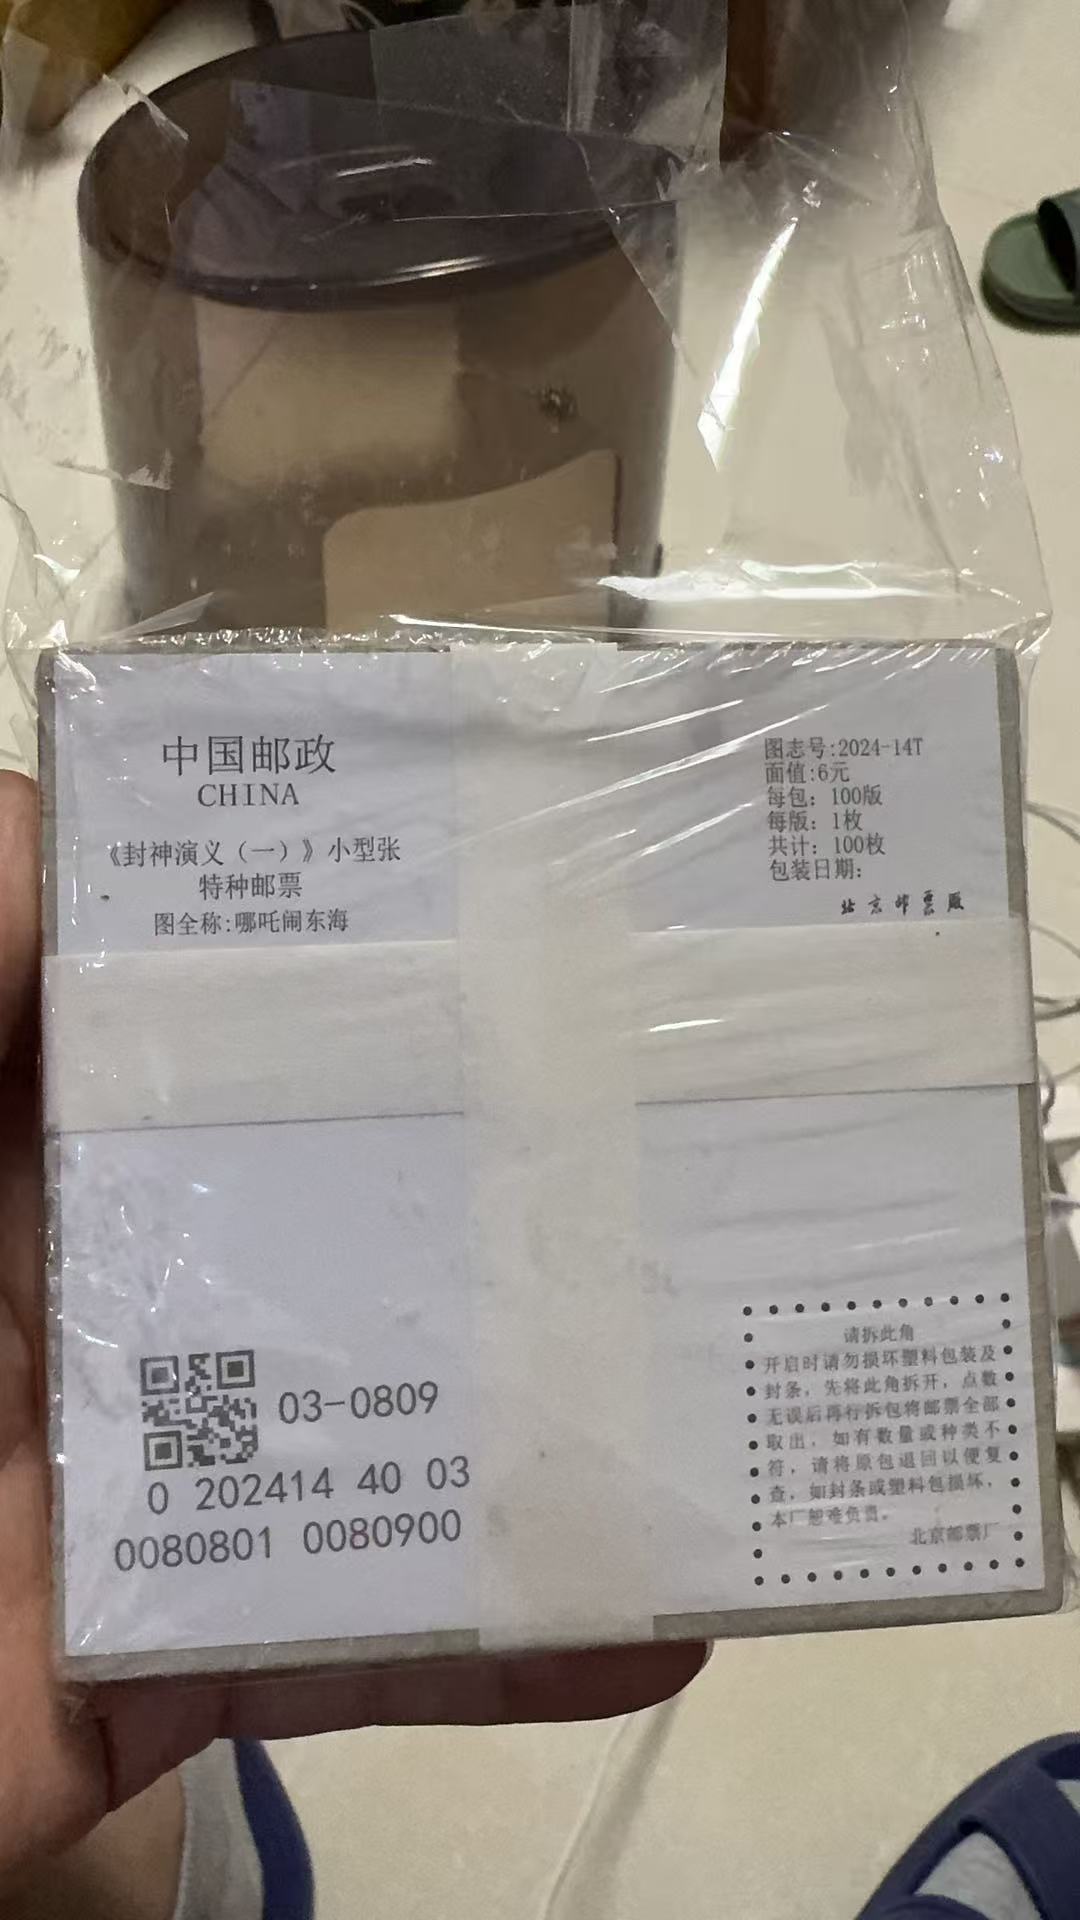 中国邮政
CHINA
《封神演义（一）》小型张
特种邮票
图全称:哪吒闹东海
图志号:2024-14T
面值:6元
每包：100版
每版：1枚
共计：100枚
包装日期:
北京邮票厂
03-0809
0 202414 40 03
0080801 0080900
请拆此角
开启时请勿损坏塑料包装及
封条，先将此角拆开，点数
无误后再行拆包将邮票全部
取出，如有数量或种类不
符，请将原包退回以便复
查，如封条或塑料包损坏，
本厂恕难负责。
北京邮票厂